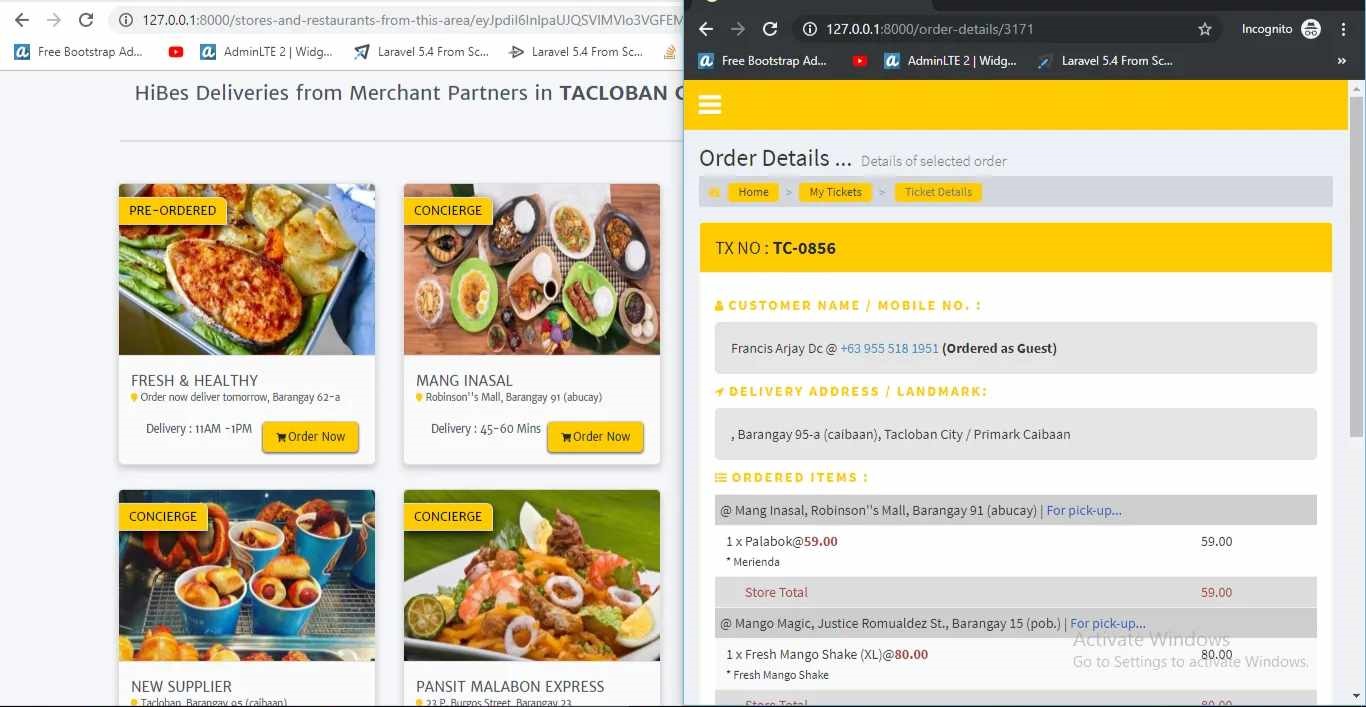 127.0.0.1:8000/stores-and-restaurants-from-this-area/
Free Bootstrap Ad...
AdminLTE 2 | Widg...
Laravel 5.4 From Sc...
Laravel 5.4 From Sc...
HiBes Deliveries from Merchant Partners in TACLOBAN
PRE-ORDERED
FRESH & HEALTHY
Order now deliver tomorrow, Barangay 62-a
Delivery : 11AM -1PM
Order Now
CONCIERGE
MANG INASAL
Robinson''s Mall, Barangay 91 (abucay)
Delivery : 45-60 Mins
Order Now
CONCIERGE
NEW SUPPLIER
Tacloban, Barangay 95 (caibaan)
CONCIERGE
PANSIT MALABON EXPRESS
23 P. Burgos Street, Barangay 23
127.0.0.1:8000/order-details/3171
Incognito
Free Bootstrap Ad...
AdminLTE 2 | Widg...
Laravel 5.4 From Sc...
»
Order Details ... Details of selected order
Home > My Tickets > Ticket Details
TX NO : TC-0856
CUSTOMER NAME / MOBILE NO. :
Francis Arjay Dc @ +63 955 518 1951 (Ordered as Guest)
DELIVERY ADDRESS / LANDMARK:
, Barangay 95-a (caibaan), Tacloban City / Primark Caibaan
ORDERED ITEMS :
@ Mang Inasal, Robinson''s Mall, Barangay 91 (abucay) | For pick-up...
1 x Palabok@59.00 59.00
* Merienda
Store Total 59.00
@ Mango Magic, Justice Romualdez St., Barangay 15 (pob.) | For pick-up...
1 x Fresh Mango Shake (XL)@80.00 80.00
* Fresh Mango Shake
Store Total 80.00
Activate Windows
Go to Settings to activate Windows.